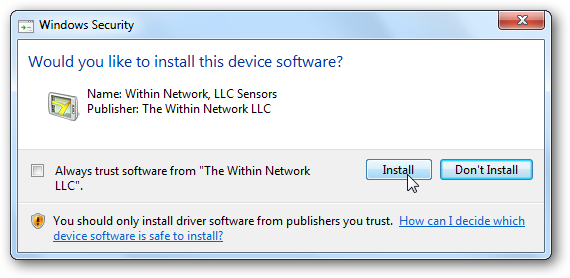 Windows Security
Would you like to install this device software?
Name: Within Network, LLC Sensors
Publisher: The Within Network LLC
Always trust software from "The Within Network
LLC".
Install
Don't Install
You should only install driver software from publishers you trust. How can I decide which
device software is safe to install?